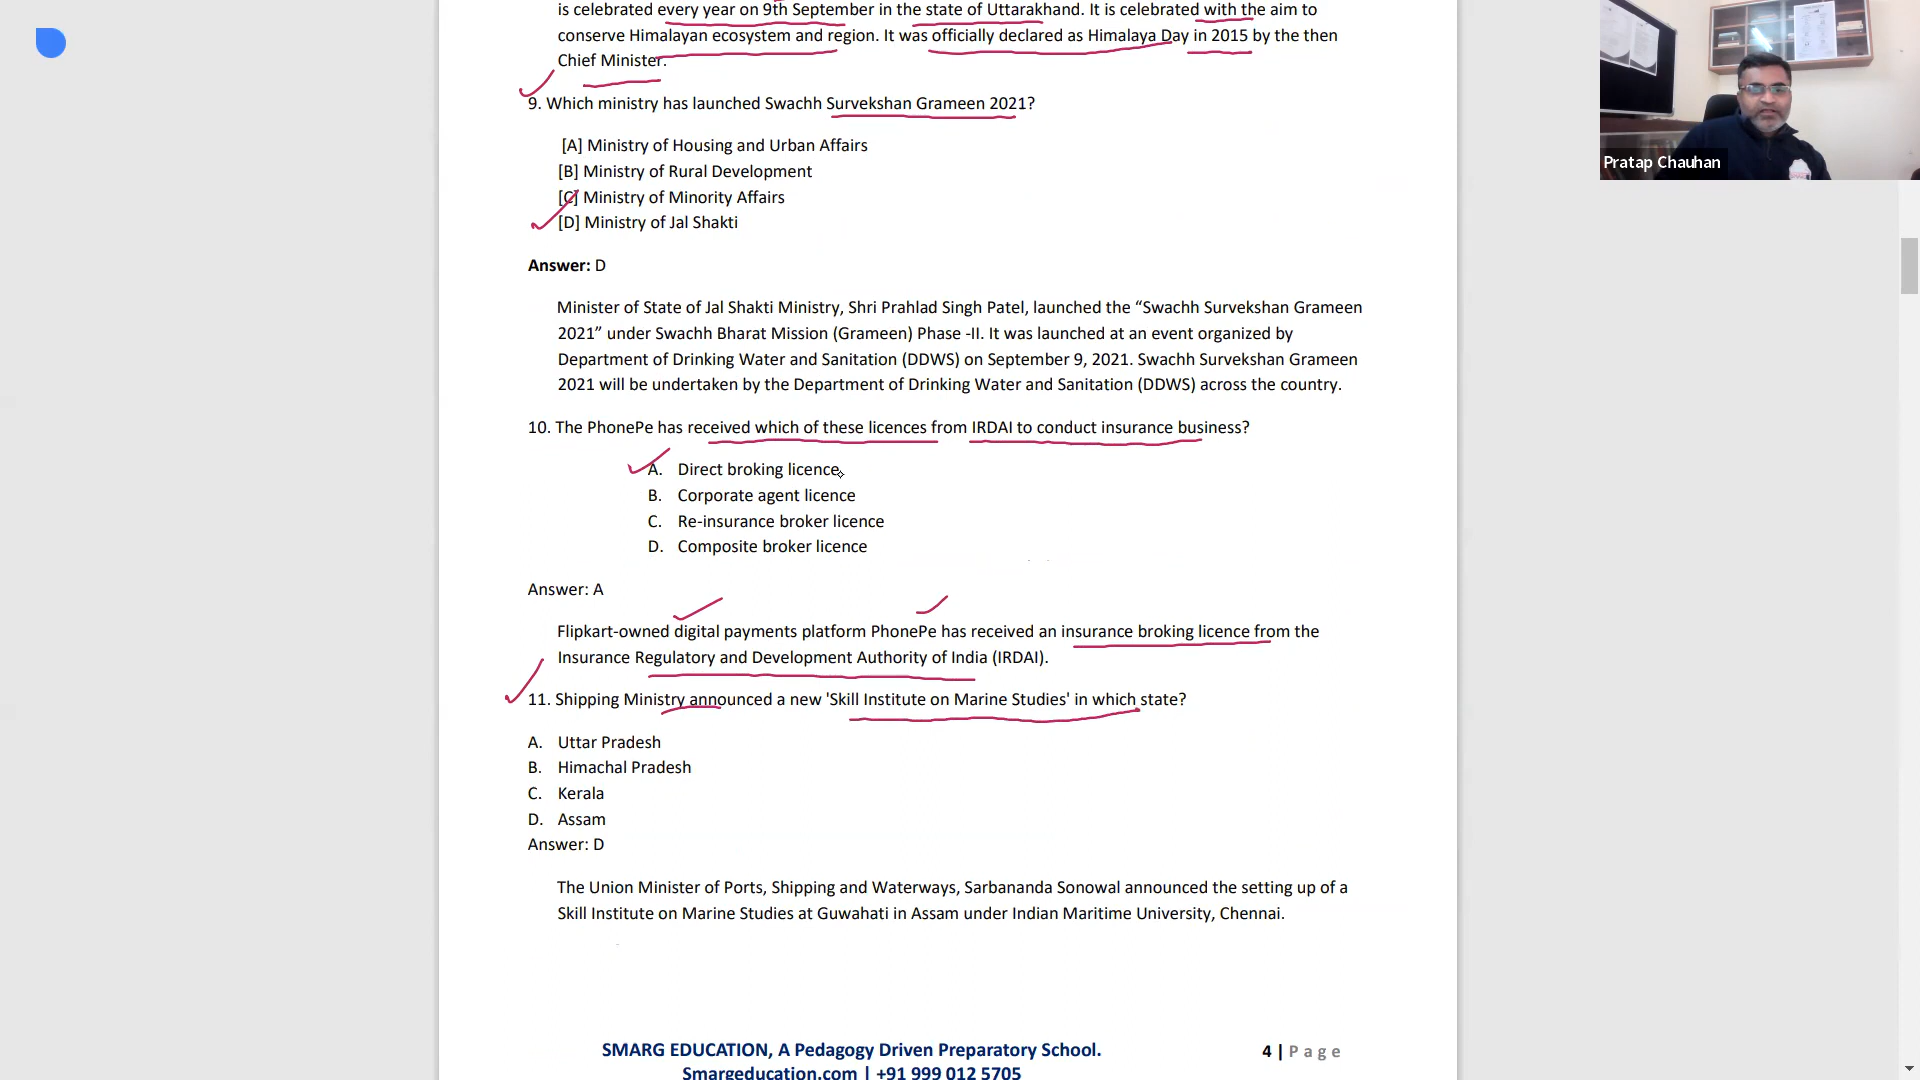 is celebrated every year on 9th September in the state of Uttarakhand. It is celebrated with the aim to
conserve Himalayan ecosystem and region. It was officially declared as Himalaya Day in 2015 by the then
Chief Minister.
9. Which ministry has launched Swachh Survekshan Grameen 2021?
[A] Ministry of Housing and Urban Affairs
[B] Ministry of Rural Development
[C] Ministry of Minority Affairs
[D] Ministry of Jal Shakti
Answer: D
Minister of State of Jal Shakti Ministry, Shri Prahlad Singh Patel, launched the “Swachh Survekshan Grameen
2021” under Swachh Bharat Mission (Grameen) Phase -II. It was launched at an event organized by
Department of Drinking Water and Sanitation (DDWS) on September 9, 2021. Swachh Survekshan Grameen
2021 will be undertaken by the Department of Drinking Water and Sanitation (DDWS) across the country.
10. The PhonePe has received which of these licences from IRDAI to conduct insurance business?
A. Direct broking licence
B. Corporate agent licence
C. Re-insurance broker licence
D. Composite broker licence
Answer: A
Flipkart-owned digital payments platform PhonePe has received an insurance broking licence from the
Insurance Regulatory and Development Authority of India (IRDAI).
11. Shipping Ministry announced a new 'Skill Institute on Marine Studies' in which state?
A. Uttar Pradesh
B. Himachal Pradesh
C. Kerala
D. Assam
Answer: D
The Union Minister of Ports, Shipping and Waterways, Sarbananda Sonowal announced the setting up of a
Skill Institute on Marine Studies at Guwahati in Assam under Indian Maritime University, Chennai.
SMARG EDUCATION, A Pedagogy Driven Preparatory School.
4 | Page
Smargeducation.com | +91 999 012 5705
Pratap Chauhan